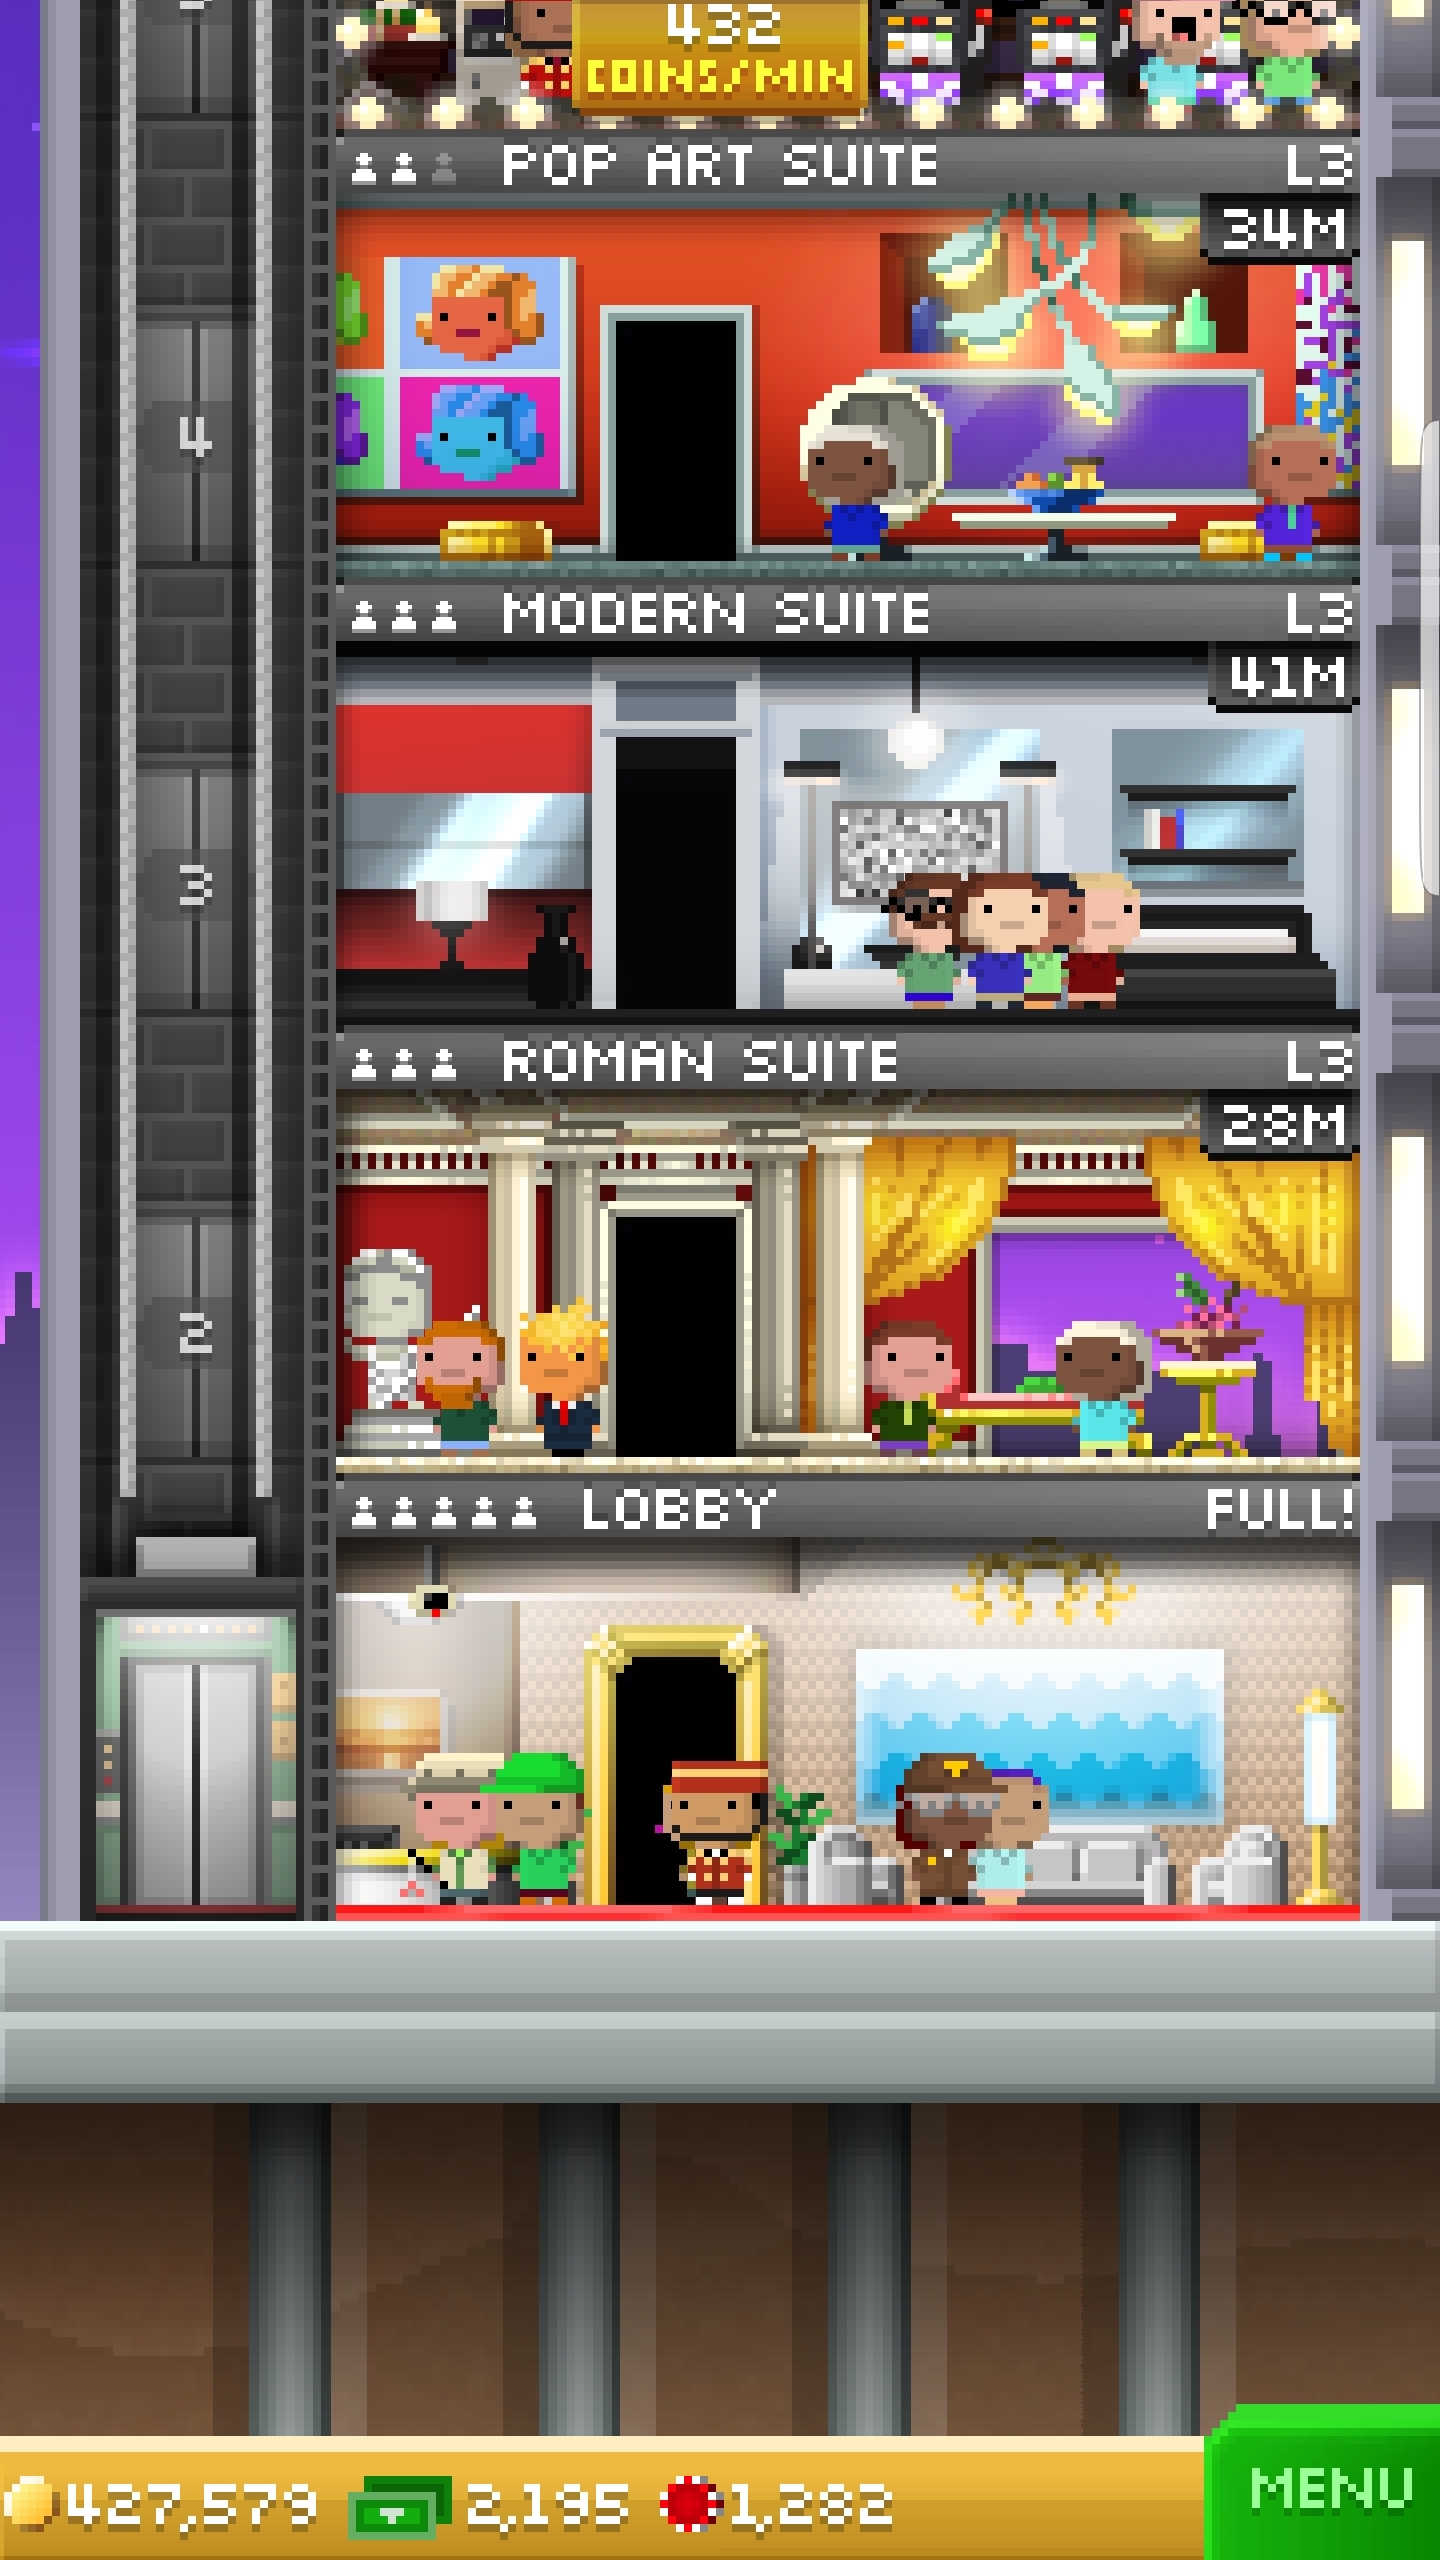 432
COINS/MIN
POP ART SUITE L3
34M
4
MODERN SUITE L3
41M
3
ROMAN SUITE L3
28M
2
LOBBY FULL!
427,579 2,195 1,282
MENU